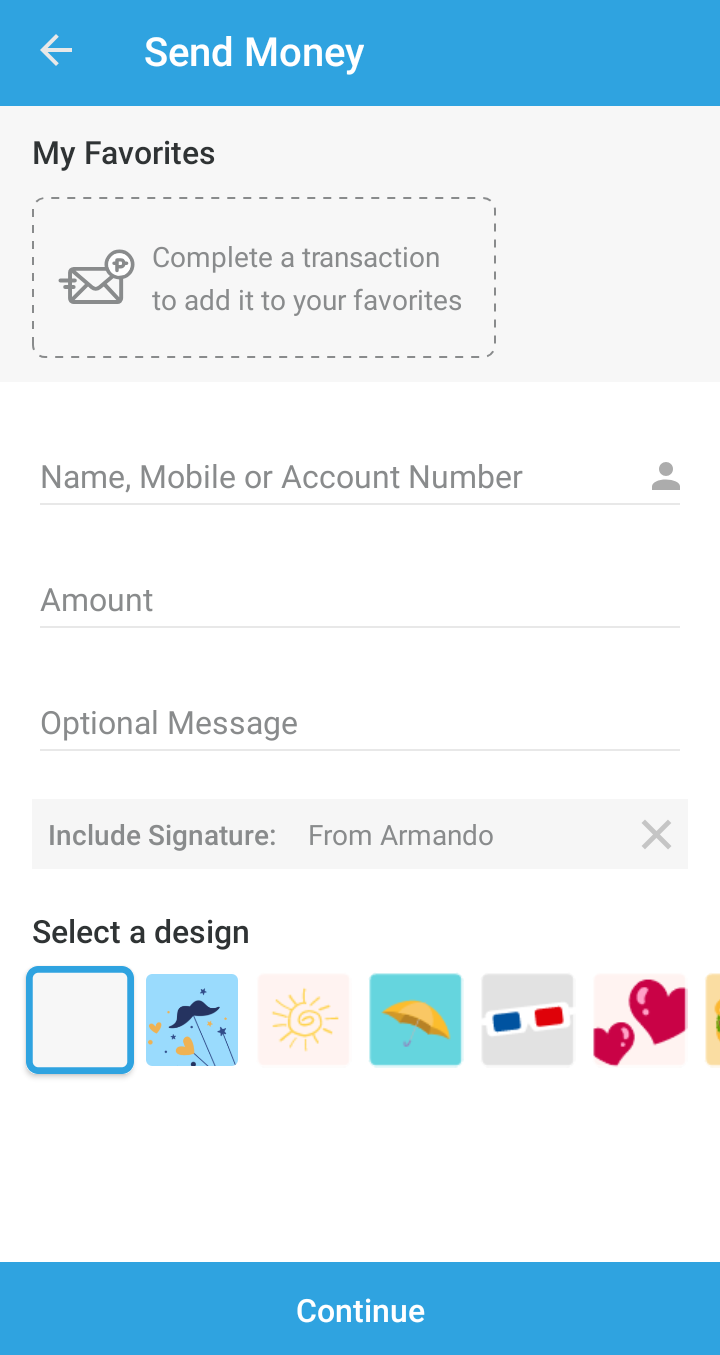 Send Money
My Favorites
Complete a transaction
to add it to your favorites
Name, Mobile or Account Number
Amount
Optional Message
Include Signature: From Armando
Select a design
Continue